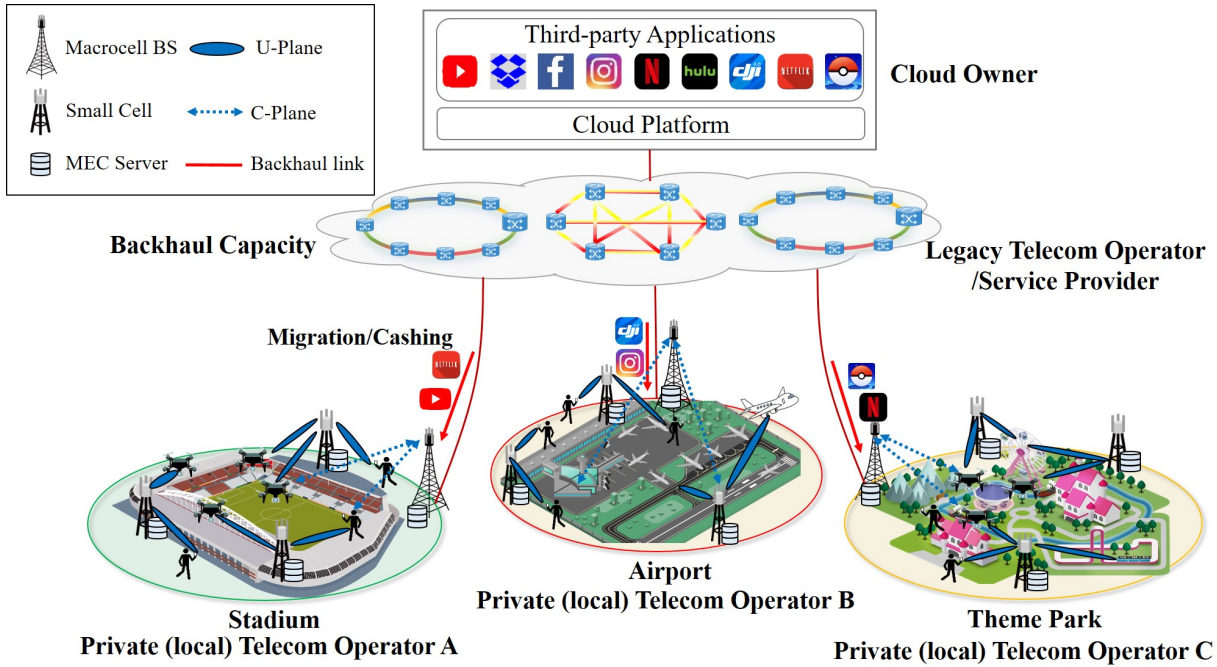 Macrocell BS
U-Plane
Small Cell
C-Plane
MEC Server
Backhaul link
Third-party Applications
hulu
dji
NETFLIX
Cloud Platform
Cloud Owner
Backhaul Capacity
Legacy Telecom Operator
/Service Provider
Migration/Cashing
NETFLIX
dji
Stadium
Private (local) Telecom Operator A
Airport
Private (local) Telecom Operator B
Theme Park
Private (local) Telecom Operator C